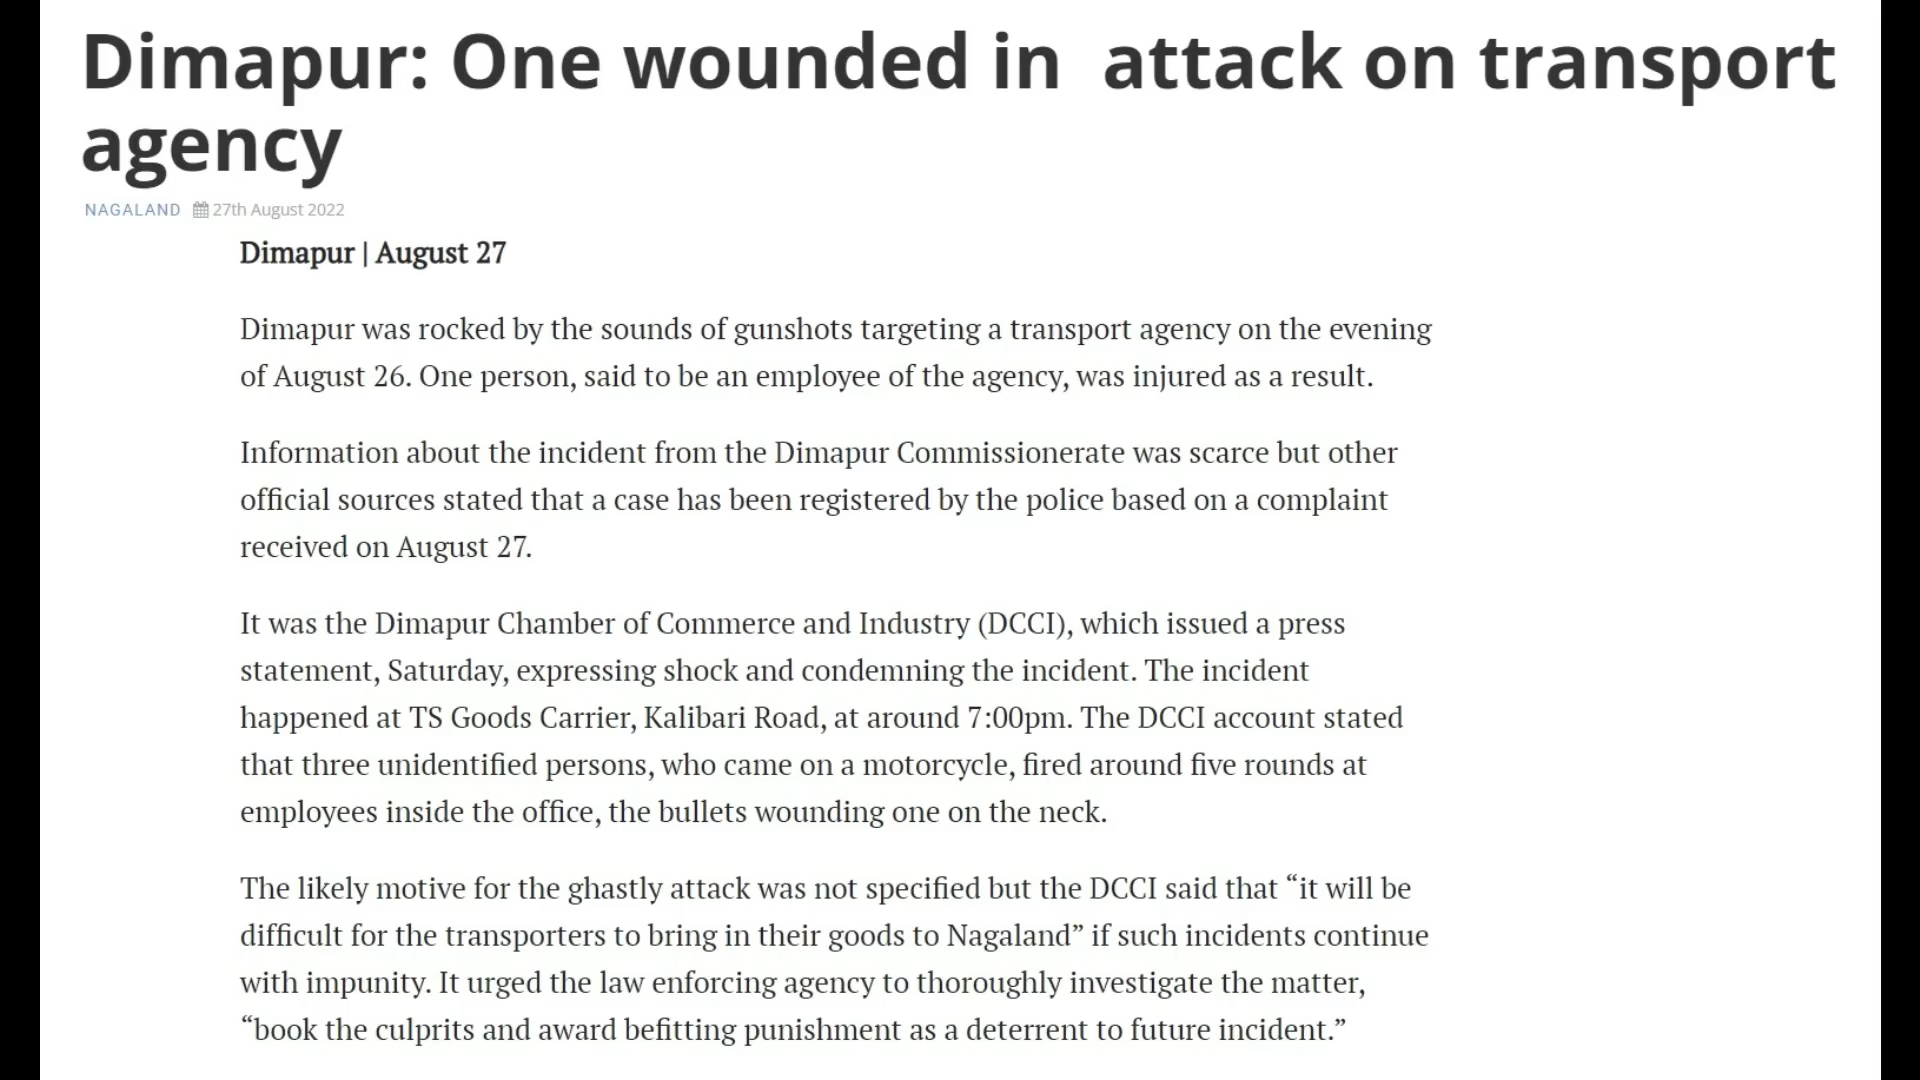 Dimapur: One wounded in  attack on transport
agency
NAGALAND 27th August 2022
Dimapur | August 27
Dimapur was rocked by the sounds of gunshots targeting a transport agency on the evening
of August 26. One person, said to be an employee of the agency, was injured as a result.
Information about the incident from the Dimapur Commissionerate was scarce but other
official sources stated that a case has been registered by the police based on a complaint
received on August 27.
It was the Dimapur Chamber of Commerce and Industry (DCCI), which issued a press
statement, Saturday, expressing shock and condemning the incident. The incident
happened at TS Goods Carrier, Kalibari Road, at around 7:00pm. The DCCI account stated
that three unidentified persons, who came on a motorcycle, fired around five rounds at
employees inside the office, the bullets wounding one on the neck.
The likely motive for the ghastly attack was not specified but the DCCI said that “it will be
difficult for the transporters to bring in their goods to Nagaland” if such incidents continue
with impunity. It urged the law enforcing agency to thoroughly investigate the matter,
“book the culprits and award befitting punishment as a deterrent to future incident.”